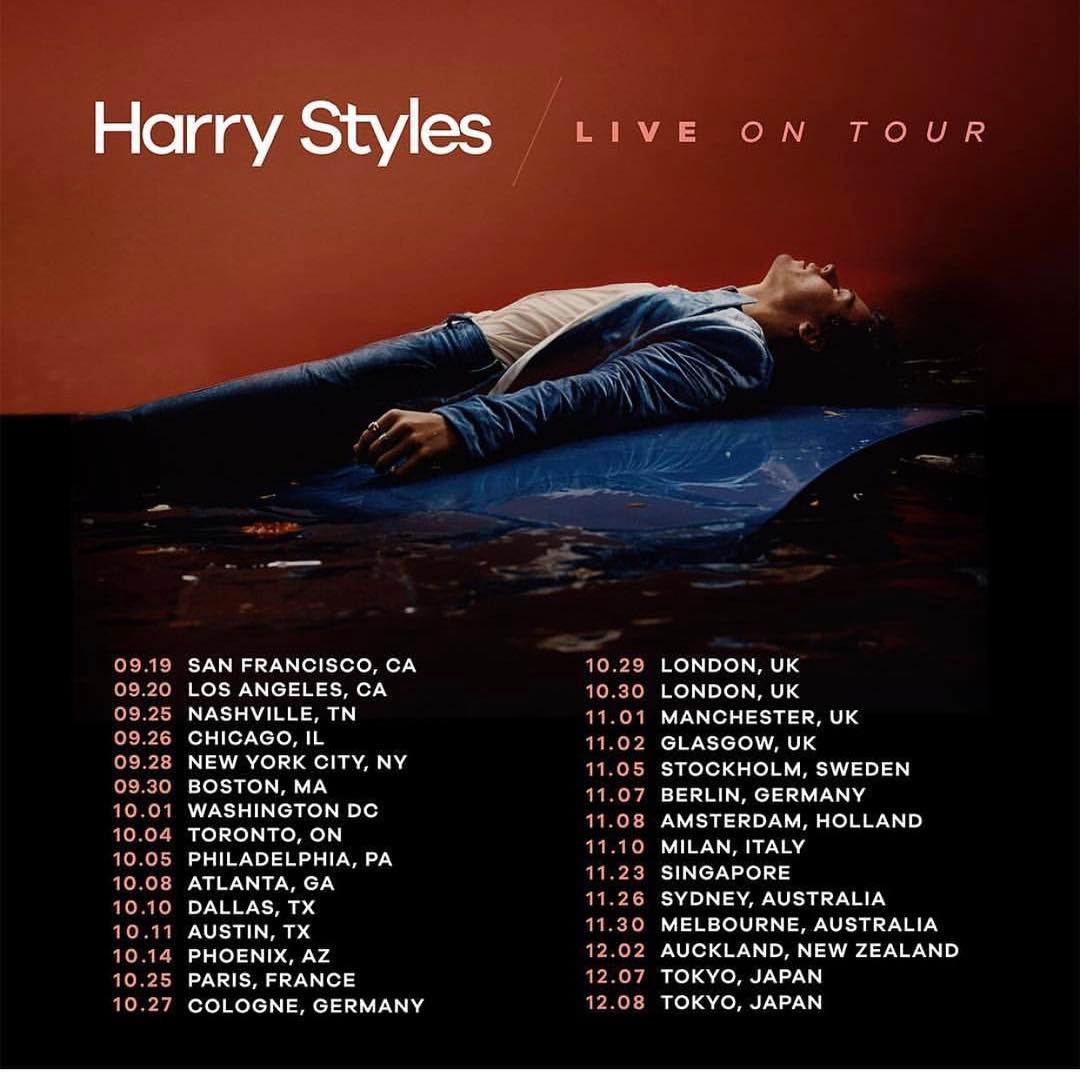 Harry Styles / LIVE ON TOUR
09.19 SAN FRANCISCO, CA
09.20 LOS ANGELES, CA
09.25 NASHVILLE, TN
09.26 CHICAGO, IL
09.28 NEW YORK CITY, NY
09.30 BOSTON, MA
10.01 WASHINGTON DC
10.04 TORONTO, ON
10.05 PHILADELPHIA, PA
10.08 ATLANTA, GA
10.10 DALLAS, TX
10.11 AUSTIN, TX
10.14 PHOENIX, AZ
10.25 PARIS, FRANCE
10.27 COLOGNE, GERMANY
10.29 LONDON, UK
10.30 LONDON, UK
11.01 MANCHESTER, UK
11.02 GLASGOW, UK
11.05 STOCKHOLM, SWEDEN
11.07 BERLIN, GERMANY
11.08 AMSTERDAM, HOLLAND
11.10 MILAN, ITALY
11.23 SINGAPORE
11.26 SYDNEY, AUSTRALIA
11.30 MELBOURNE, AUSTRALIA
12.02 AUCKLAND, NEW ZEALAND
12.07 TOKYO, JAPAN
12.08 TOKYO, JAPAN